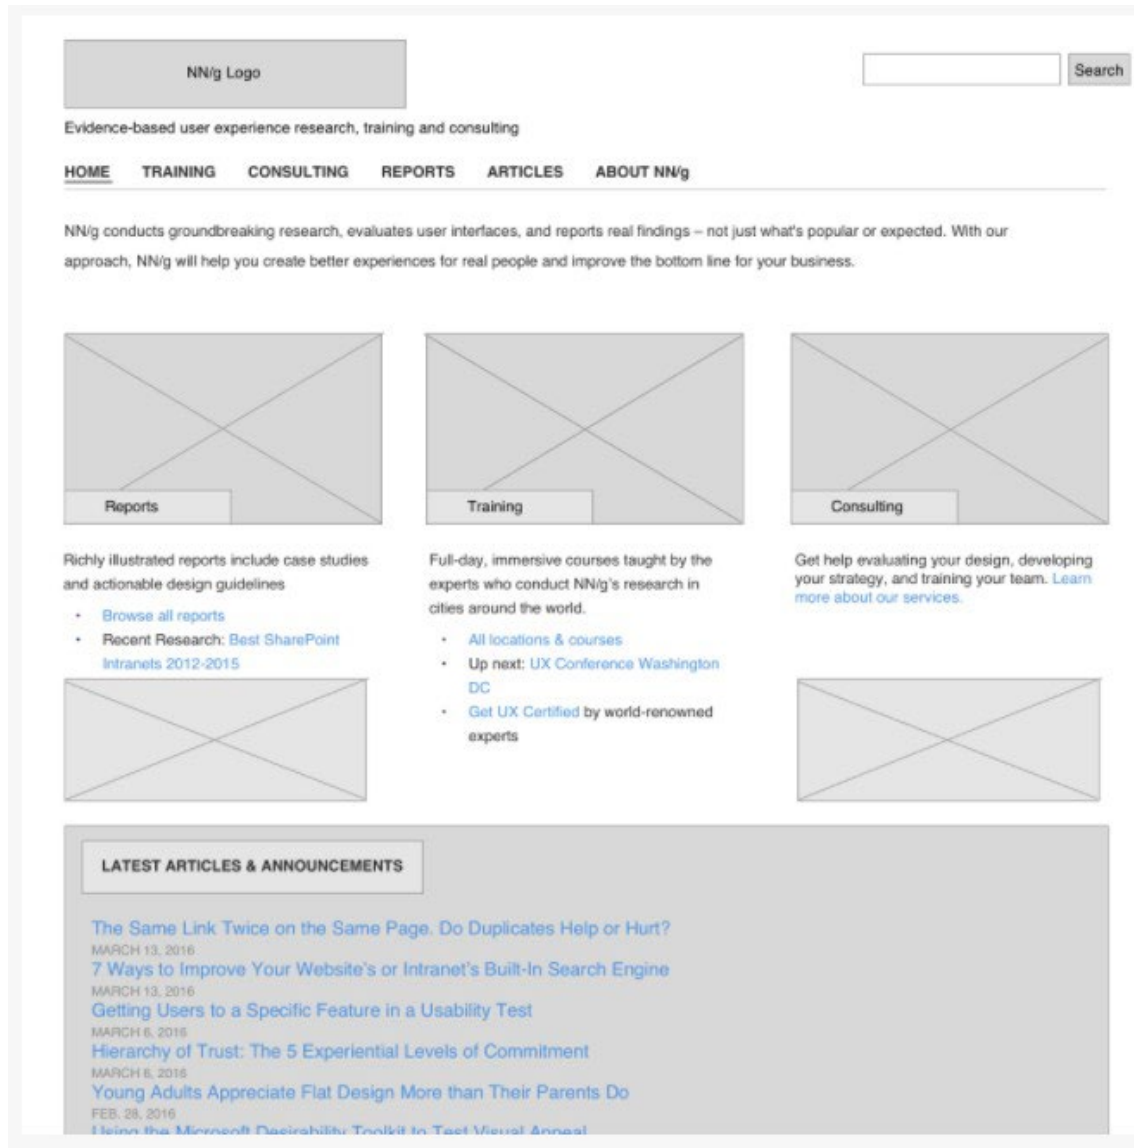 NN/g Logo
Search
Evidence-based user experience research, training and consulting
HOME TRAINING CONSULTING REPORTS ARTICLES ABOUT NN/g
NN/g conducts groundbreaking research, evaluates user interfaces, and reports real findings – not just what's popular or expected. With our
approach, NN/g will help you create better experiences for real people and improve the bottom line for your business.
Reports
Richly illustrated reports include case studies
and actionable design guidelines
• Browse all reports
• Recent Research: Best SharePoint
Intranets 2012-2015
Training
Full-day, immersive courses taught by the
experts who conduct NN/g's research in
cities around the world.
• All locations & courses
• Up next: UX Conference Washington
DC
• Get UX Certified by world-renowned
experts
Consulting
Get help evaluating your design, developing
your strategy, and training your team. Learn
more about our services.
LATEST ARTICLES & ANNOUNCEMENTS
The Same Link Twice on the Same Page. Do Duplicates Help or Hurt?
MARCH 13, 2016
7 Ways to Improve Your Website's or Intranet's Built-In Search Engine
MARCH 13, 2016
Getting Users to a Specific Feature in a Usability Test
MARCH 6, 2016
Hierarchy of Trust: The 5 Experiential Levels of Commitment
MARCH 6, 2016
Young Adults Appreciate Flat Design More than Their Parents Do
FEB. 28, 2016
Using the Microsoft Desirability Toolkit to Test Visual Appeal